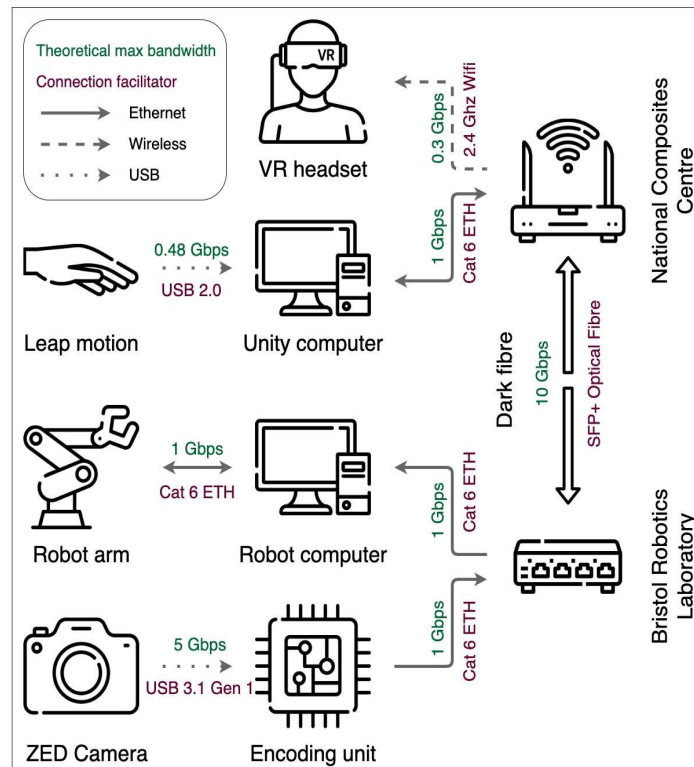 Theoretical max bandwidth
Connection facilitator
Ethernet
Wireless
USB
VR
VR headset
0.3 Gbps
2.4 Ghz Wifi
National Composites
Centre
0.48 Gbps
USB 2.0
Leap motion
Unity computer
1 Gbps
Cat 6 ETH
Dark fibre
10 Gbps
SFP+ Optical Fibre
1 Gbps
Cat 6 ETH
Robot arm
Robot computer
1 Gbps
Cat 6 ETH
Bristol Robotics
Laboratory
5 Gbps
USB 3.1 Gen 1
ZED Camera
Encoding unit
1 Gbps
Cat 6 ETH